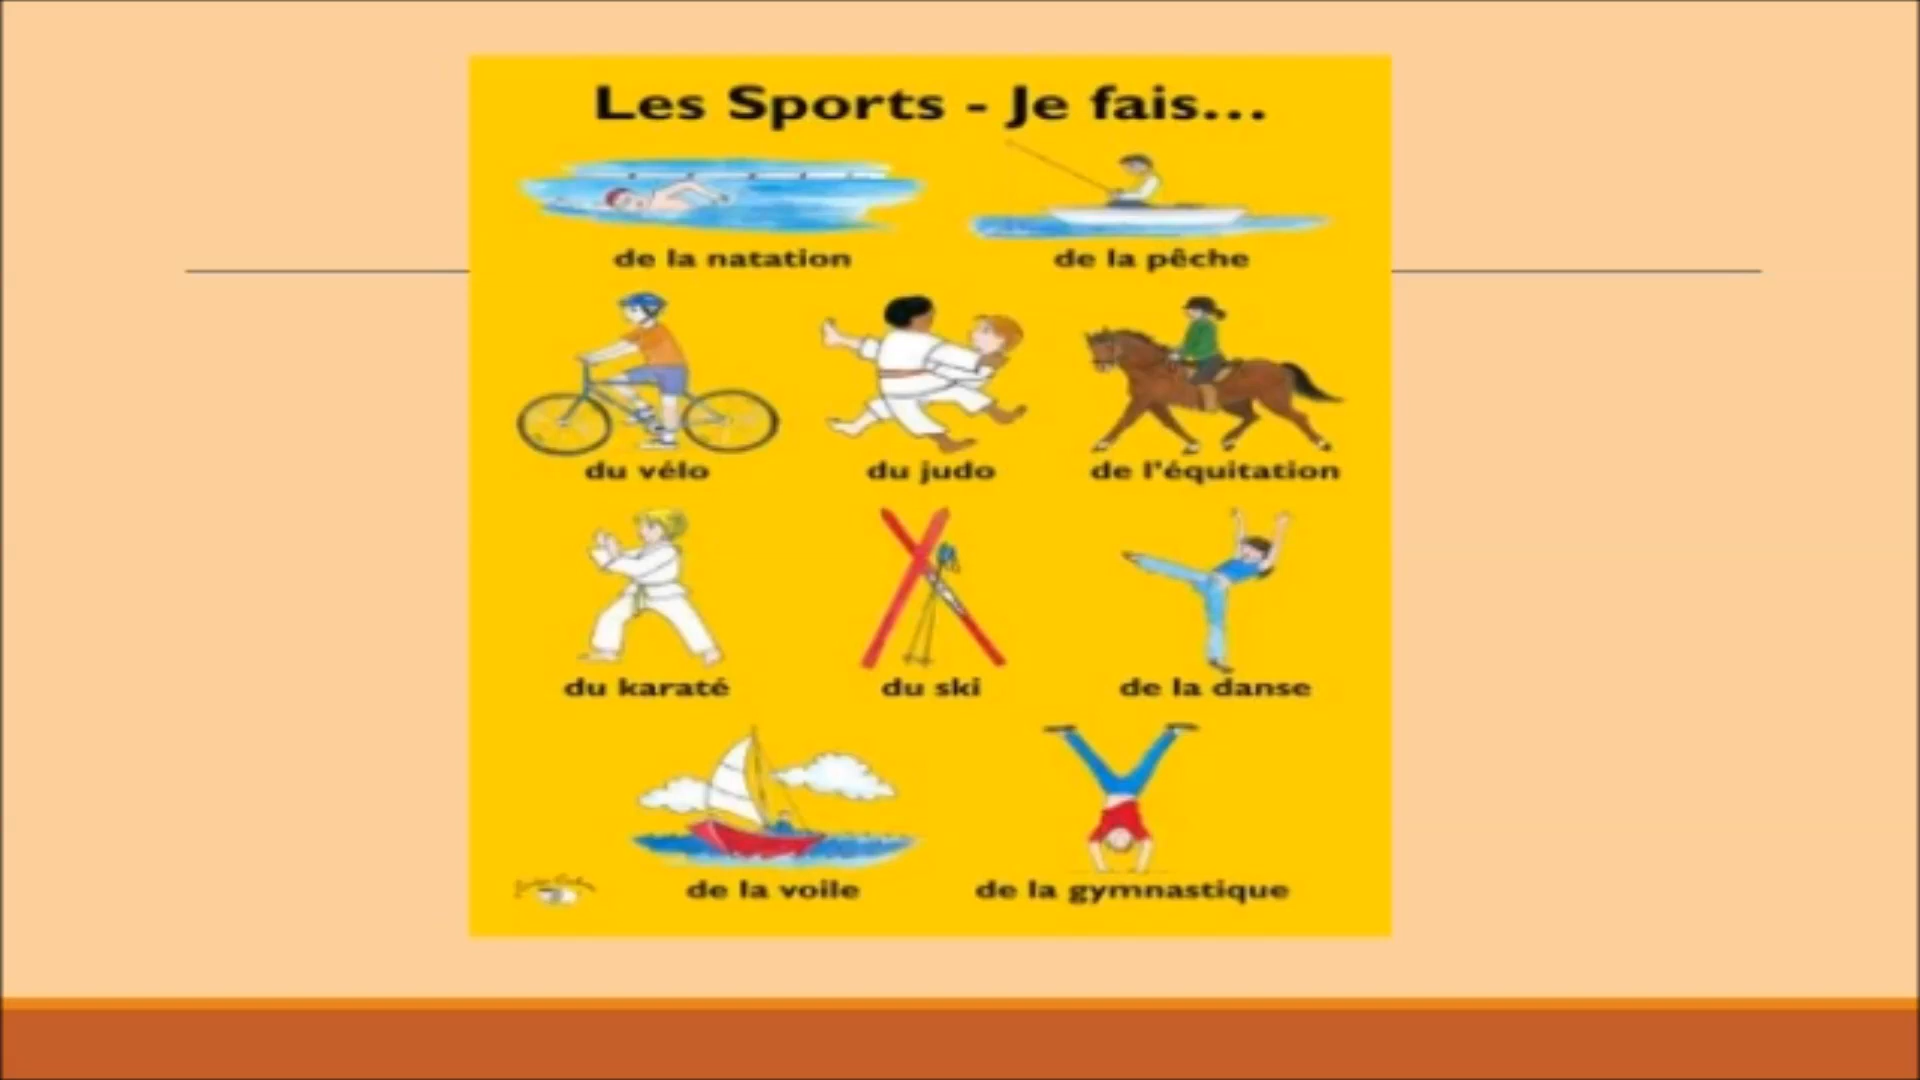 Les Sports - Je fais...
de la natation
de la pêche
du vélo
du judo
de l'équitation
du karaté
du ski
de la danse
de la voile
de la gymnastique